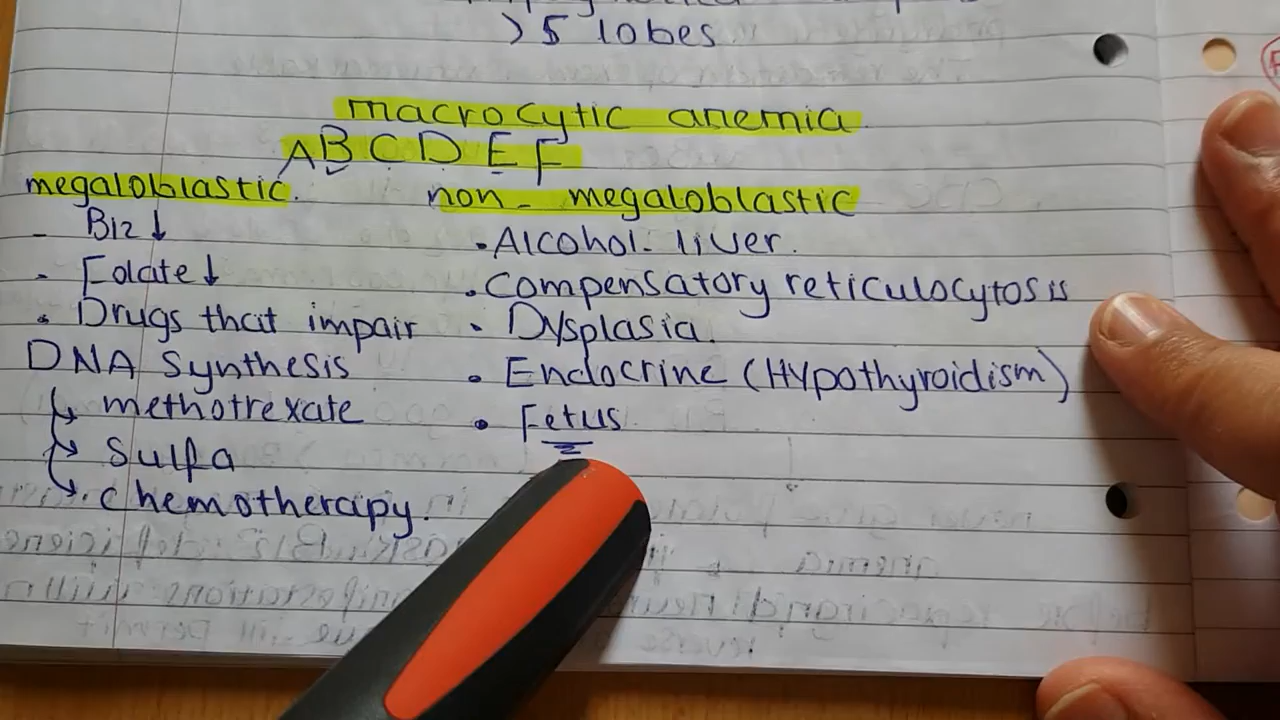 > 5 lobes.
macrocytic anemia
ABCDEF
megaloblastic.
non- megaloblastic
- B12↓
- Folate↓
• Drugs that impair
DNA Synthesis
↳ methotrexate
↳ Sulfa
↳ chemotherapy.
• Alcohol- liver.
• Compensatory reticulocytosis
• Dysplasia.
• Endocrine (Hypothyroidism)
• Fetus